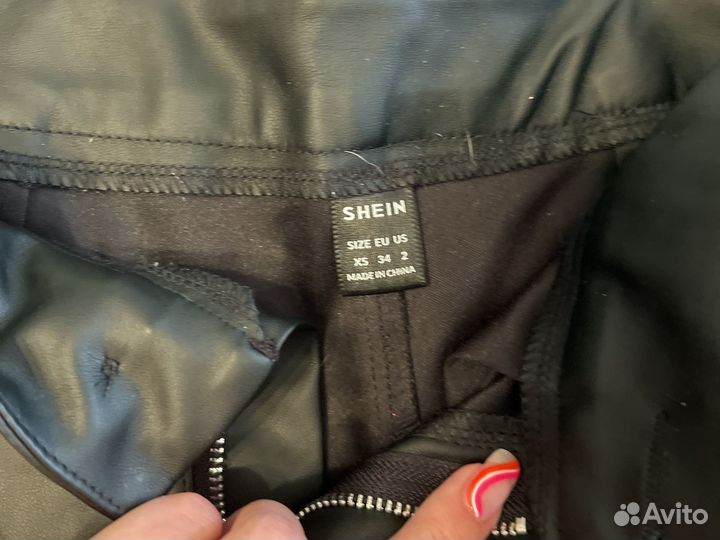 SHEIN
SIZE EU US
XS 34 2
MADE IN CHINA
Avito